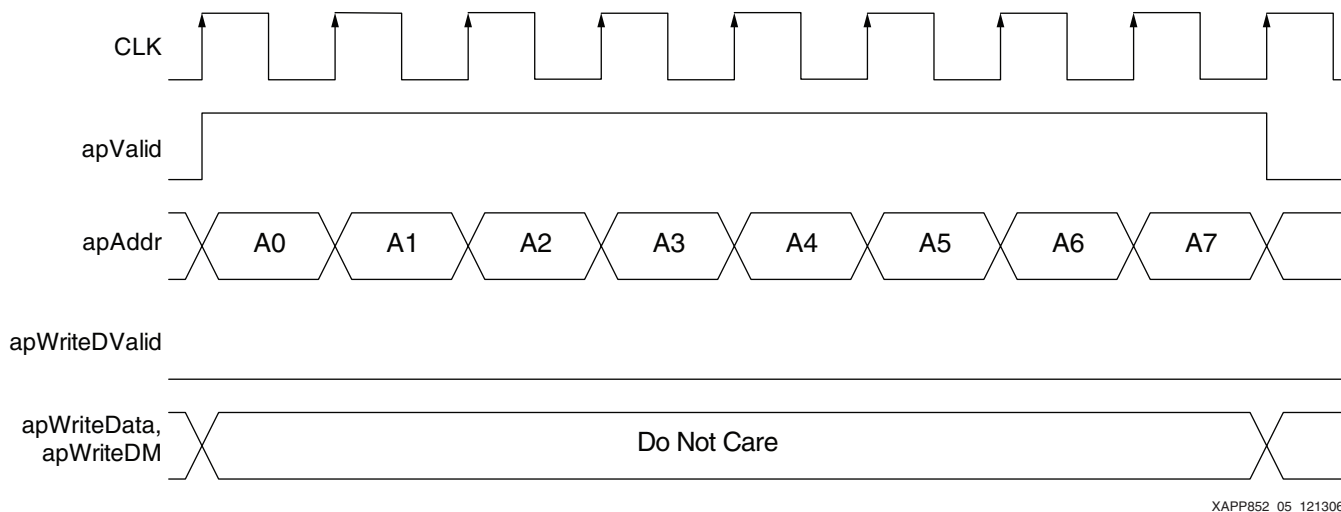 CLK
apValid
apAddr
A0 A1 A2 A3 A4 A5 A6 A7
apWriteDValid
apWriteData,
apWriteDM
Do Not Care
XAPP852_05_121306